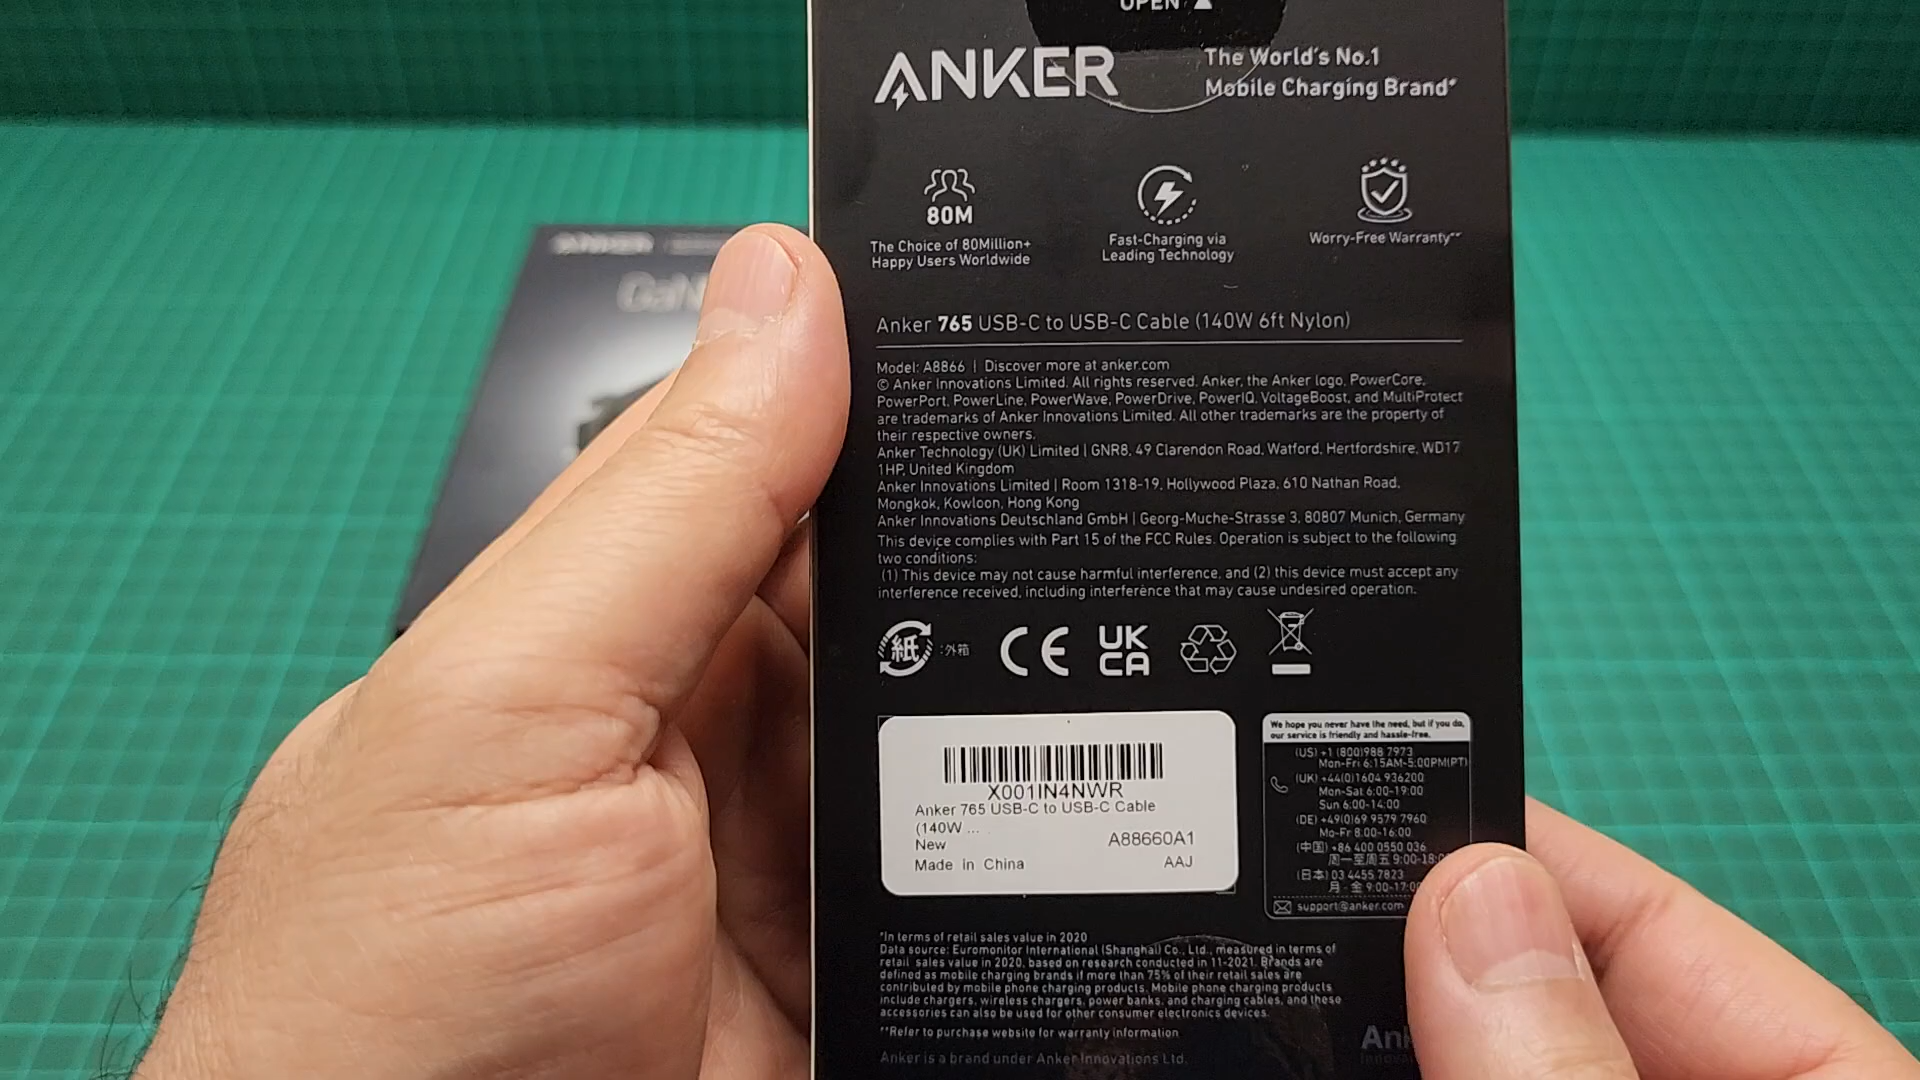 OPEN
ANKER
The World's No.1
Mobile Charging Brand*
80M
The Choice of 80Million+
Happy Users Worldwide
Fast-Charging via
Leading Technology
Worry-Free Warranty**
ANKER
GaN
Anker 765 USB-C to USB-C Cable (140W 6ft Nylon)
Model: A8866 | Discover more at anker.com
© Anker Innovations Limited. All rights reserved. Anker, the Anker logo, PowerCore,
PowerPort, PowerLine, PowerWave, PowerDrive, PowerIQ, VoltageBoost, and MultiProtect
are trademarks of Anker Innovations Limited. All other trademarks are the property of
their respective owners.
Anker Technology (UK) Limited | GNR8, 49 Clarendon Road, Watford, Hertfordshire, WD17
1HP, United Kingdom
Anker Innovations Limited | Room 1318-19, Hollywood Plaza, 610 Nathan Road,
Mongkok, Kowloon, Hong Kong
Anker Innovations Deutschland GmbH | Georg-Muche-Strasse 3, 80807 Munich, Germany
This device complies with Part 15 of the FCC Rules. Operation is subject to the following
two conditions:
(1) This device may not cause harmful interference, and (2) this device must accept any
interference received, including interference that may cause undesired operation.
紙 :外箱
CE
UK
CA
X001IN4NWR
Anker 765 USB-C to USB-C Cable
(140W ...
New
A88660A1
Made in China
AAJ
We hope you never have the need, but if you do,
our service is friendly and hassle-free.
(US) +1 (800)988 7973
Mon-Fri 6:15AM-5:00PM(PT)
(UK) +44(0)1604 936200
Mon-Sat 6:00-19:00
Sun 6:00-14:00
(DE) +49(0)69 9579 7960
Mo-Fr 8:00-16:00
(中国) +86 400 0550 036
周一至周五 9:00-18:0
(日本) 03 4455 7823
月 - 金 9:00-17:00
support@anker.com
*In terms of retail sales value in 2020
Data source: Euromonitor International (Shanghai) Co., Ltd., measured in terms of
retail sales value in 2020, based on research conducted in 11-2021. Brands are
defined as mobile charging brands if more than 75% of their retail sales are
contributed by mobile phone charging products. Mobile phone charging products
include chargers, wireless chargers, power banks, and charging cables, and these
accessories can also be used for other consumer electronics devices.
**Refer to purchase website for warranty information
Anker is a brand under Anker Innovations Ltd.